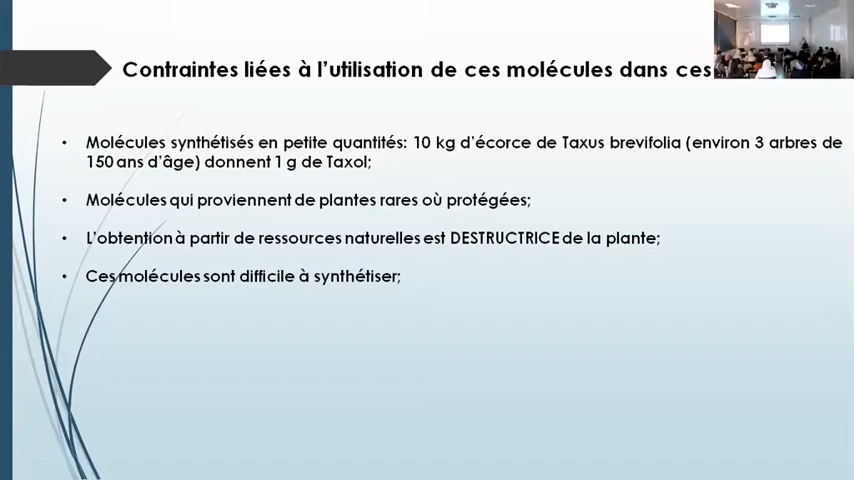 Contraintes liées à l'utilisation de ces molécules dans ces
• Molécules synthétisés en petite quantités: 10 kg d'écorce de Taxus brevifolia (environ 3 arbres de
150 ans d'âge) donnent 1 g de Taxol;
• Molécules qui proviennent de plantes rares où protégées;
• L'obtention à partir de ressources naturelles est DESTRUCTRICE de la plante;
• Ces molécules sont difficile à synthétiser;